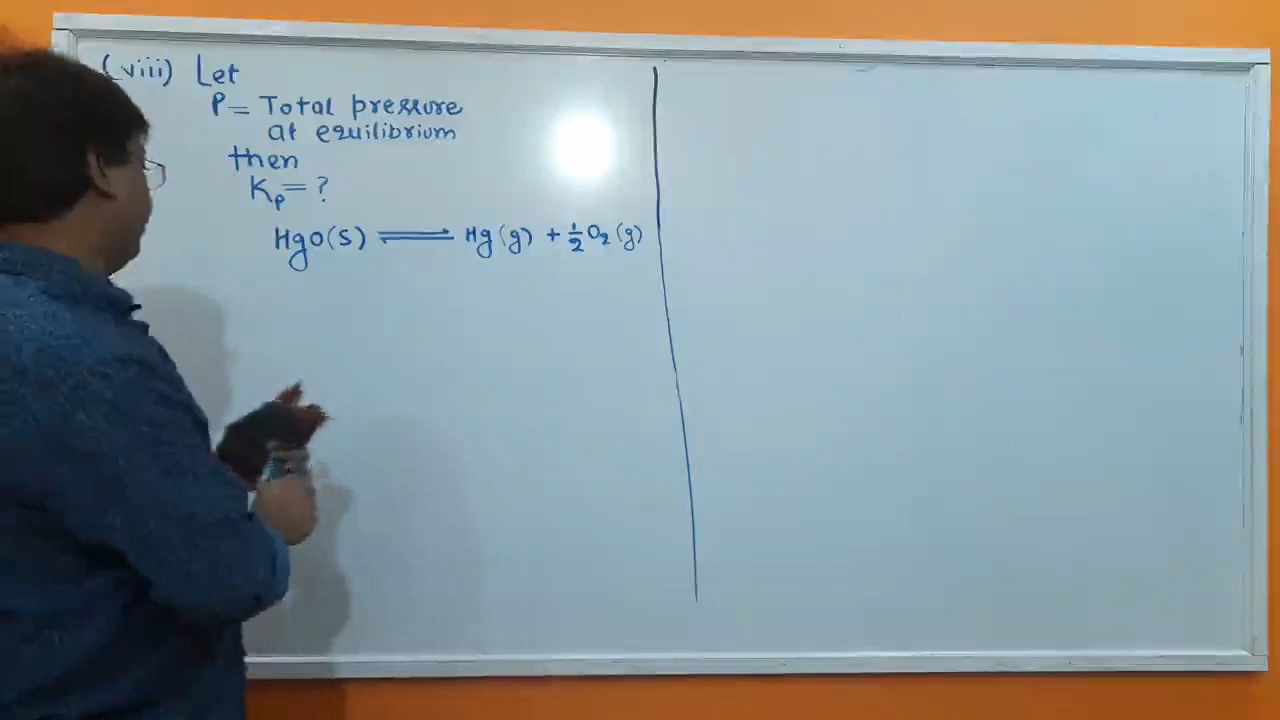 (viii) Let
P = Total pressure
at equilibrium
then
Kₚ = ?
HgO(s) ⇌ Hg(g) + ½O₂(g)